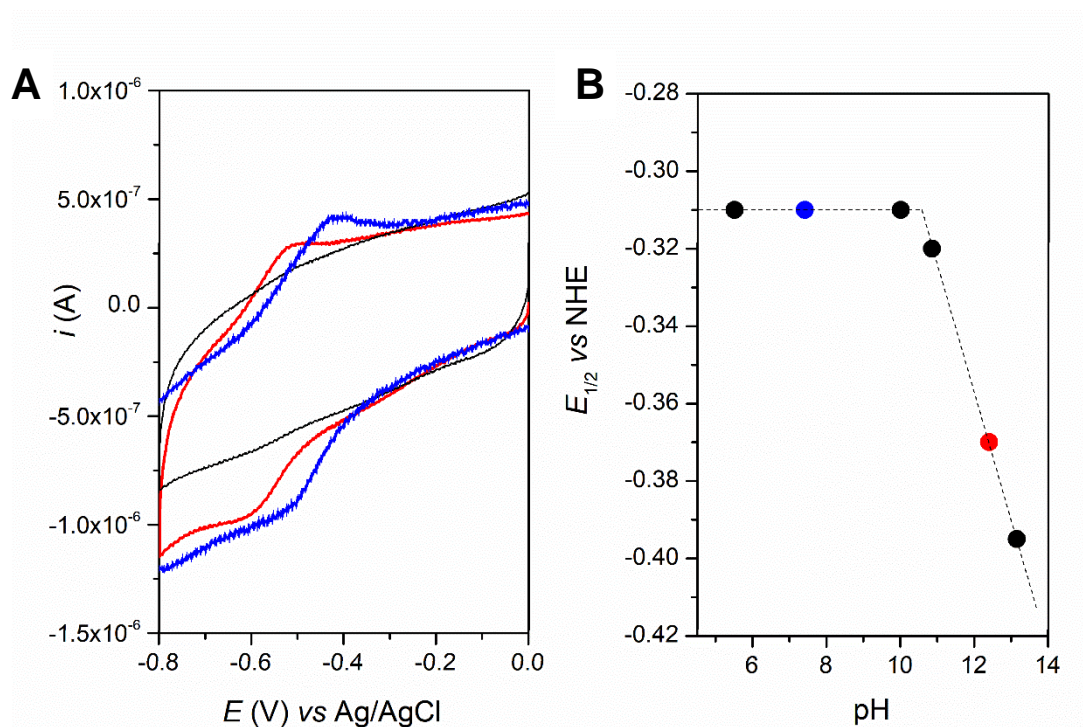 A
1.0x10⁻⁶
5.0x10⁻⁷
0.0
-5.0x10⁻⁷
-1.0x10⁻⁶
-1.5x10⁻⁶
i (A)
-0.8 -0.6 -0.4 -0.2 0.0
E (V) vs Ag/AgCl
B
-0.28
-0.30
-0.32
-0.34
-0.36
-0.38
-0.40
-0.42
E₁/₂ vs NHE
6 8 10 12 14
pH